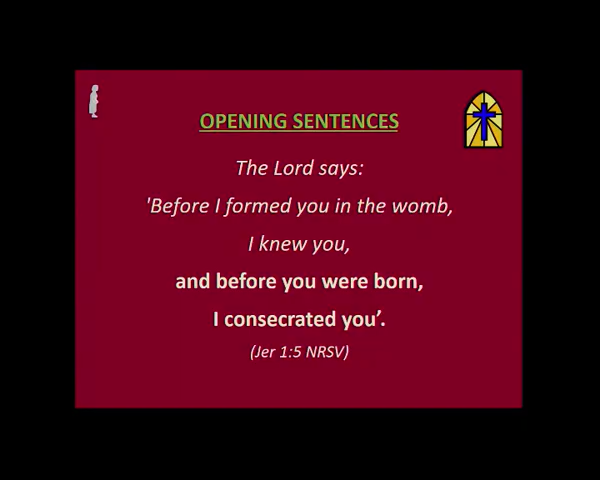 OPENING SENTENCES
The Lord says:
'Before I formed you in the womb,
I knew you,
and before you were born,
I consecrated you’.
(Jer 1:5 NRSV)